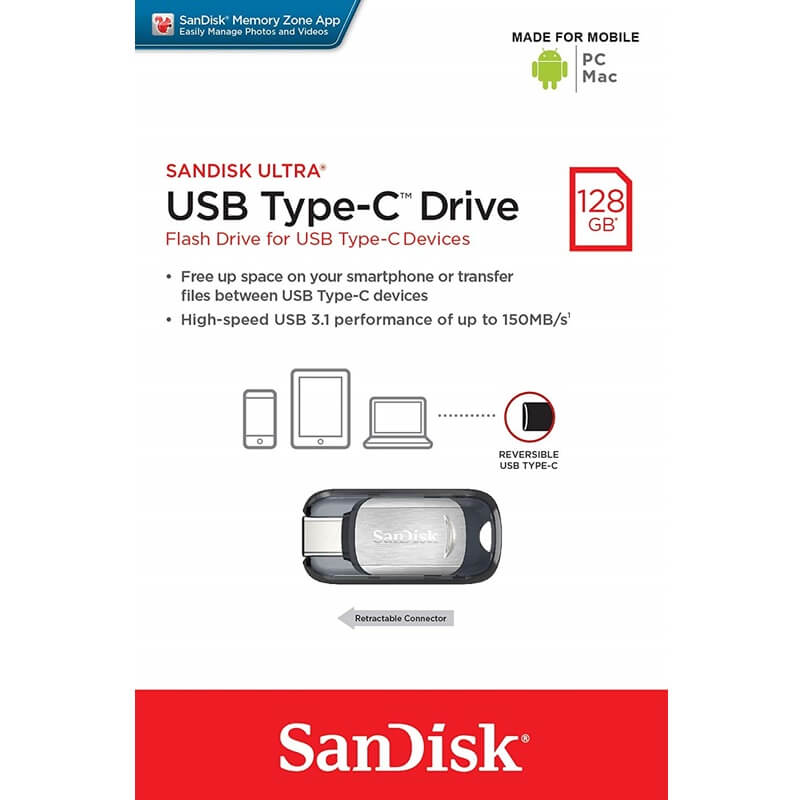 SanDisk® Memory Zone App
Easily Manage Photos and Videos
MADE FOR MOBILE
PC
Mac
SANDISK ULTRA®
USB Type-C™ Drive
Flash Drive for USB Type-C Devices
128
GB*
• Free up space on your smartphone or transfer
files between USB Type-C devices
• High-speed USB 3.1 performance of up to 150MB/s¹
REVERSIBLE
USB TYPE-C
SanDisk
Retractable Connector
SanDisk®